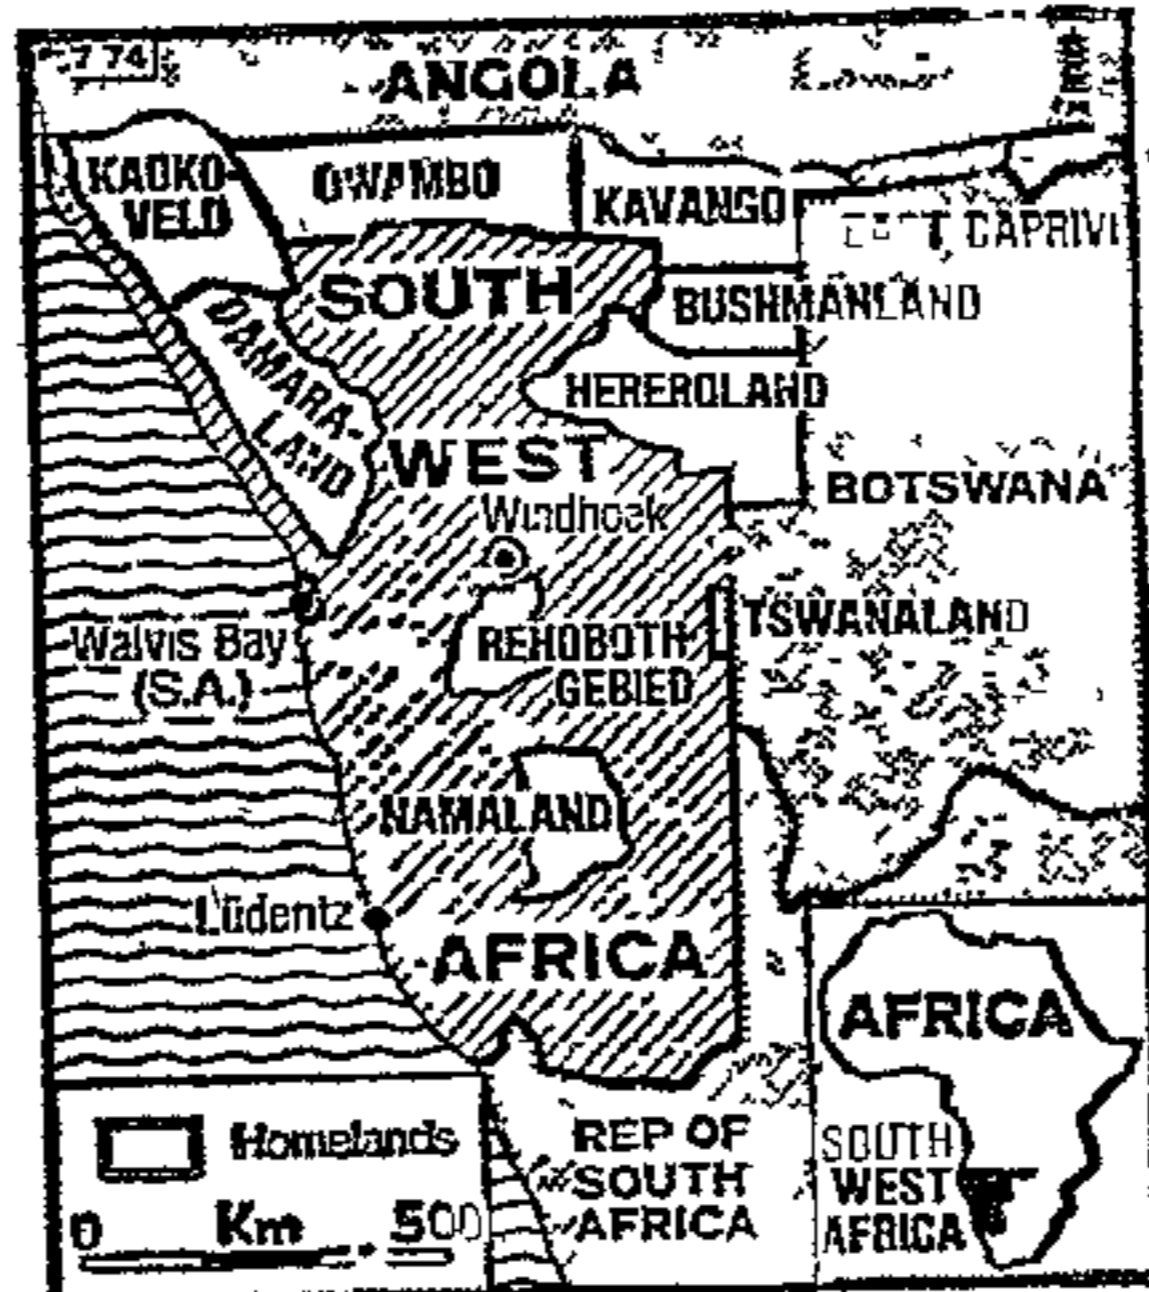 7 74
ANGOLA
KAOKO-
VELD
OWAMBO
KAVANGO
CAPRIVI
SOUTH
BUSHMANLAND
DAMARA-
LAND
HEREROLAND
WEST
Windhoek
BOTSWANA
TSWANALAND
Walvis Bay
(S.A.)
REHOBOTH
GEBIED
NAMALAND
Lüdentz
AFRICA
AFRICA
Homelands
0 Km 500
REP OF
SOUTH
AFRICA
SOUTH
WEST
AFRICA